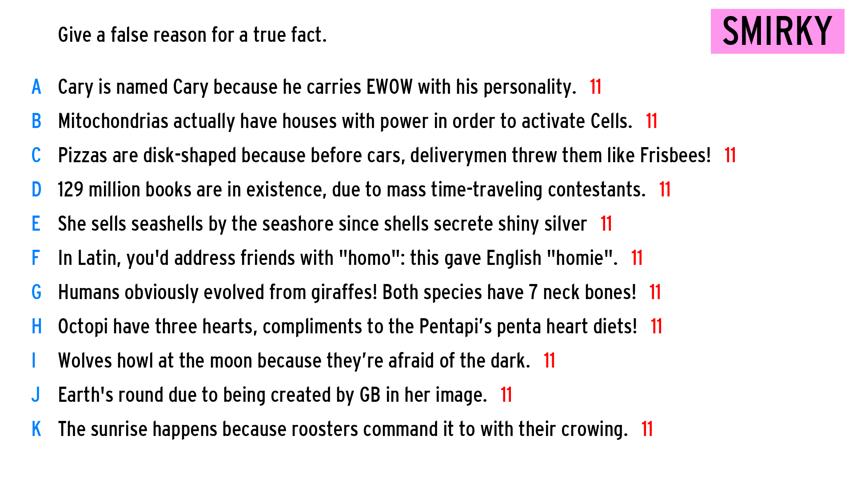 Give a false reason for a true fact.
SMIRKY
A Cary is named Cary because he carries EWOW with his personality. 11
B Mitochondrias actually have houses with power in order to activate Cells. 11
C Pizzas are disk-shaped because before cars, deliverymen threw them like Frisbees! 11
D 129 million books are in existence, due to mass time-traveling contestants. 11
E She sells seashells by the seashore since shells secrete shiny silver 11
F In Latin, you'd address friends with "homo": this gave English "homie". 11
G Humans obviously evolved from giraffes! Both species have 7 neck bones! 11
H Octopi have three hearts, compliments to the Pentapi’s penta heart diets! 11
I Wolves howl at the moon because they’re afraid of the dark. 11
J Earth's round due to being created by GB in her image. 11
K The sunrise happens because roosters command it to with their crowing. 11